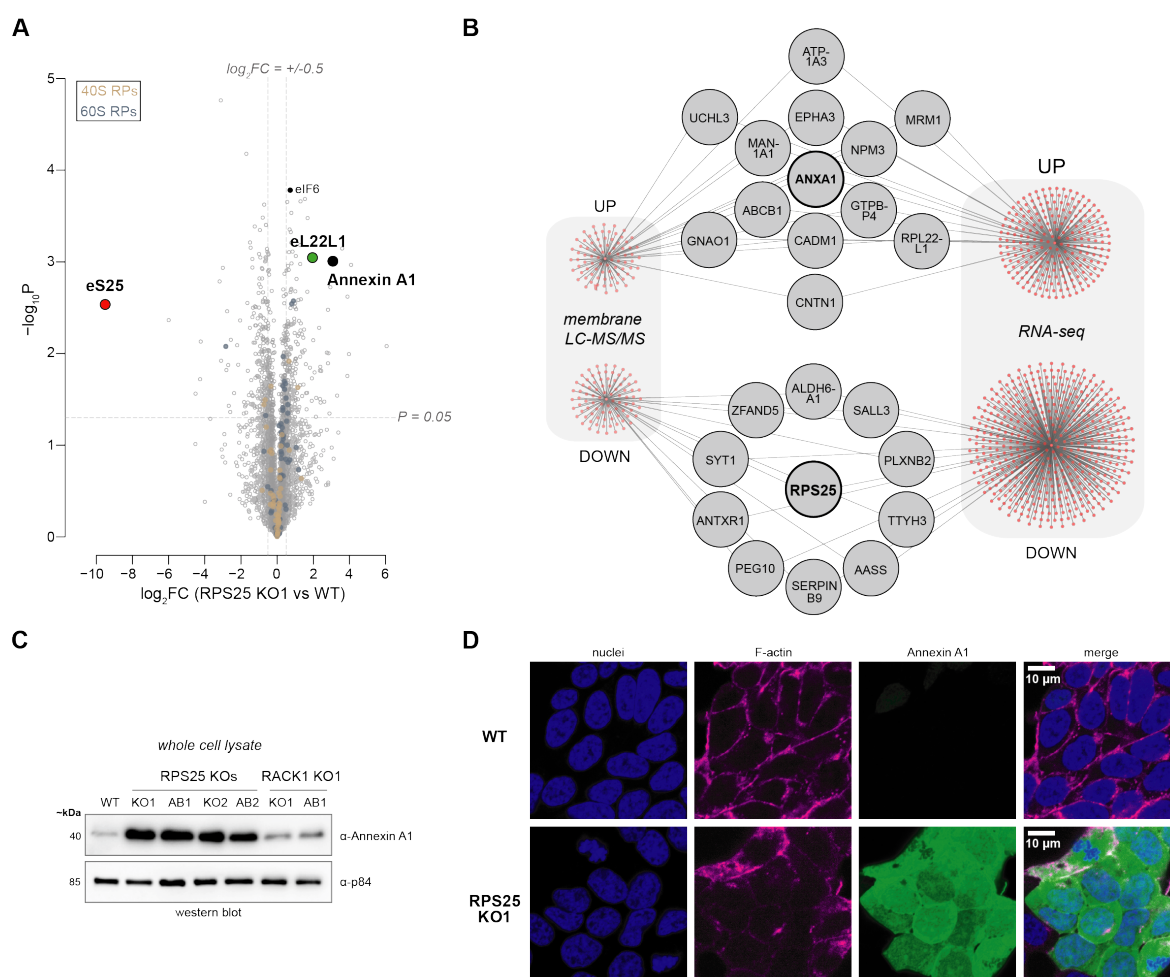 A
log2FC = +/-0.5
5
40S RPs
60S RPs
4
eIF6
eL22L1
3
Annexin A1
eS25
−log10P
2
P = 0.05
1
0
−10 −8 −6 −4 −2 0 2 4 6
log2FC (RPS25 KO1 vs WT)
B
ATP-
1A3
UCHL3
EPHA3
MRM1
MAN-
1A1
NPM3
ANXA1
ABCB1
GTPB-
P4
GNAO1
CADM1
RPL22-
L1
CNTN1
UP
UP
membrane
LC-MS/MS
RNA-seq
DOWN
DOWN
ALDH6-
A1
ZFAND5
SALL3
SYT1
PLXNB2
RPS25
ANTXR1
TTYH3
PEG10
AASS
SERPIN
B9
C
whole cell lysate
RPS25 KOs RACK1 KO1
WT KO1 AB1 KO2 AB2 KO1 AB1
~kDa
40
α-Annexin A1
85
α-p84
western blot
D
nuclei F-actin Annexin A1 merge
10 µm
WT
10 µm
RPS25
KO1